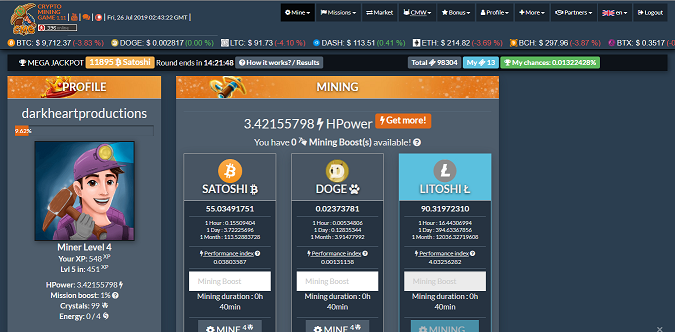 CRYPTO
MINING
GAME 1.11
Fri, 26 Jul 2019 02:43:22 GMT
396 online
Mine
Missions
Market
CMW
Bonus
Profile
More
Partners
en
Logout
BTC: $ 9,712.37 (-3.83 %)
DOGE: $ 0.002817 (0.00 %)
LTC: $ 91.73 (-4.10 %)
DASH: $ 113.51 (0.41 %)
ETH: $ 214.82 (-3.69 %)
BCH: $ 297.96 (-3.87 %)
BTX: $ 0.3517
MEGA JACKPOT 11895 ₿ Satoshi Round ends in 14:21:48
How it works? / Results
Total 98304
My 13
My chances: 0.01322428%
PROFILE
darkheartproductions
9.62%
Miner Level 4
Your XP: 548 XP
Lvl 5 in: 451 XP
HPower: 3.42155798
Mission boost: 1%
Crystals: 99
Energy: 0 / 4
MINING
3.42155798 HPower Get more!
You have 0 Mining Boost(s) available!
SATOSHI ₿
55.03491751
1 Hour : 0.15509404
1 Day : 3.72225696
1 Month : 113.52883728
Performance index
0.03803587
Mining Boost
Mining duration : 0h
40min
MINE 4
DOGE
0.02373781
1 Hour : 0.00534806
1 Day : 0.12835344
1 Month : 3.91477992
Performance index
0.00131158
Mining Boost
Mining duration : 0h
40min
MINE 4
LITOSHI Ł
90.31972310
1 Hour : 16.44306994
1 Day : 394.63367856
1 Month : 12036.32719608
Performance index
4.03256282
Mining Boost
Mining duration : 0h
40min
MINING